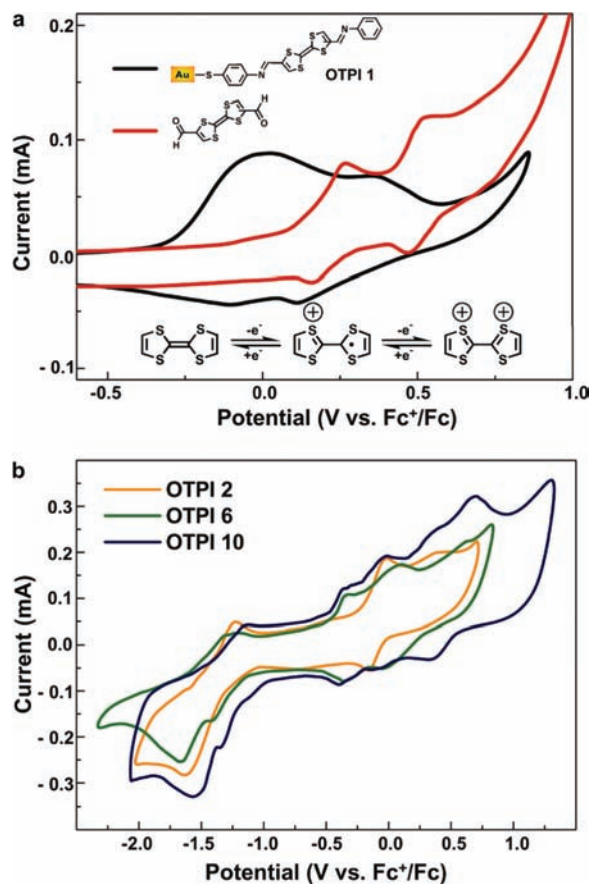 a
0.2
0.1
0.0
- 0.1
Current (mA)
Au
S
N
S
S
S
S
N
OTPI 1
H
O
S
S
S
S
O
H
S
S
S
S
-e⁻
+e⁻
+
S
S
S
S
•
-e⁻
+e⁻
+
+
S
S
S
S
-0.5
0.0
0.5
1.0
Potential (V vs. Fc⁺/Fc)
b
OTPI 2
OTPI 6
OTPI 10
0.3
0.2
0.1
0.0
- 0.1
- 0.2
- 0.3
Current (mA)
-2.0
-1.5
-1.0
-0.5
0.0
0.5
1.0
Potential (V vs. Fc⁺/Fc)